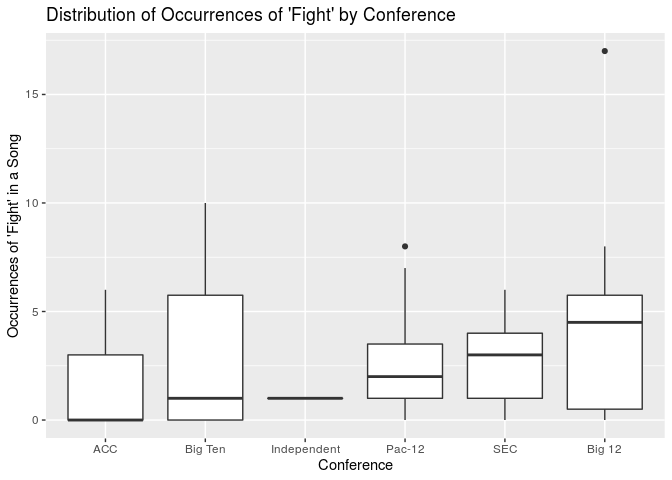 Distribution of Occurrences of 'Fight' by Conference
Occurrences of 'Fight' in a Song
15
10
5
0
ACC
Big Ten
Independent
Pac-12
SEC
Big 12
Conference